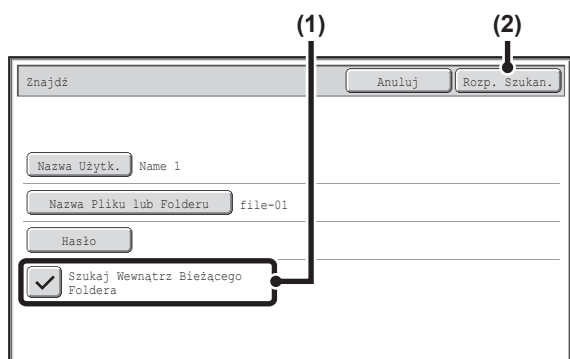 (1) (2)
Znajdź Anuluj Rozp. Szukan.
Nazwa Użytk. Name 1
Nazwa Pliku lub Folderu file-01
Hasło
Szukaj Wewnątrz Bieżącego
Foldera